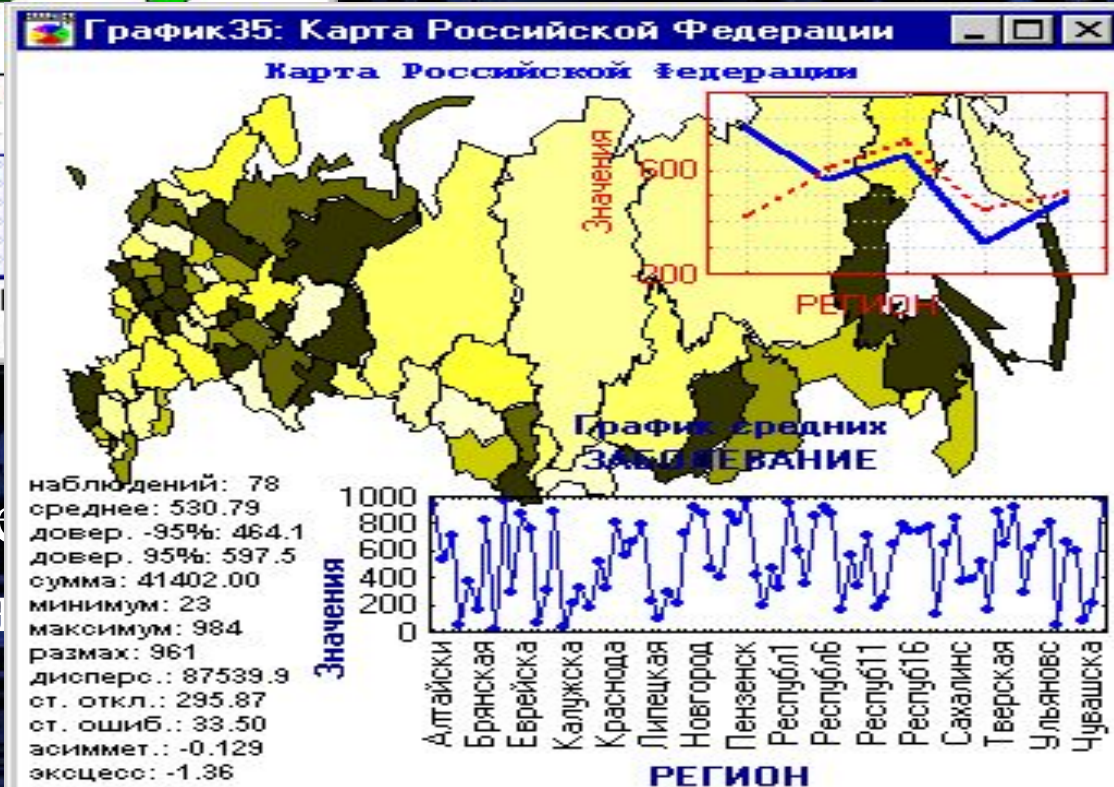 График35: Карта Российской Федерации
Карта Российской Федерации
Значения
600
200
РЕГИОН
График средних
ЗАБОЛЕВАНИЕ
наблюдений: 78
среднее: 530.79
довер. -95%: 464.1
довер. 95%: 597.5
сумма: 41402.00
минимум: 23
максимум: 984
размах: 961
дисперс.: 87539.9
ст. откл.: 295.87
ст. ошиб.: 33.50
асиммет.: -0.129
эксцесс: -1.36
Значения
1000
800
600
400
200
0
Алтайски
Брянская
Еврейска
Калужска
Краснода
Липецкая
Новгород
Пензенск
Республ1
Республ6
Респуб11
Респуб16
Сахалинс
Тверская
Ульяновс
Чувашска
РЕГИОН